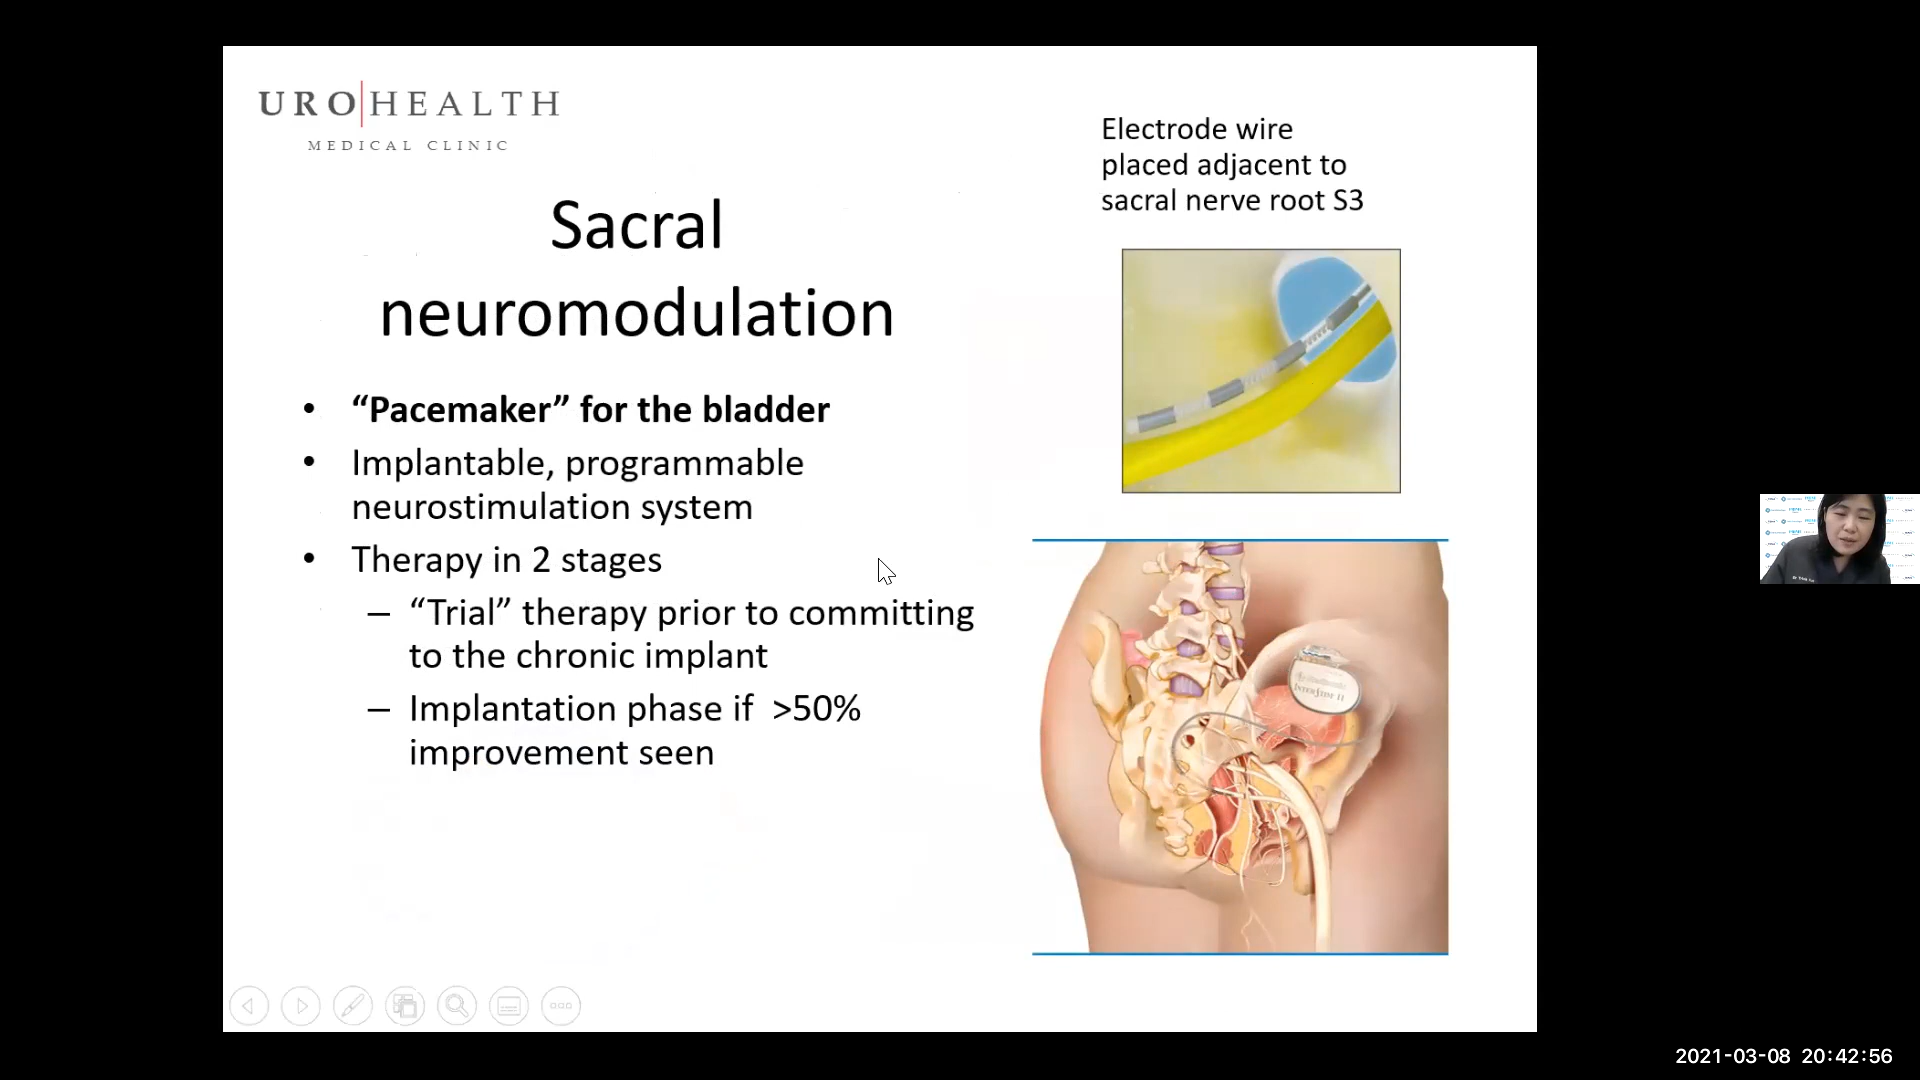 URO|HEALTH
MEDICAL CLINIC
Sacral
neuromodulation
• “Pacemaker” for the bladder
• Implantable, programmable
neurostimulation system
• Therapy in 2 stages
– “Trial” therapy prior to committing
to the chronic implant
– Implantation phase if >50%
improvement seen
Electrode wire
placed adjacent to
sacral nerve root S3
INTERSTIM II
2021-03-08 20:42:56